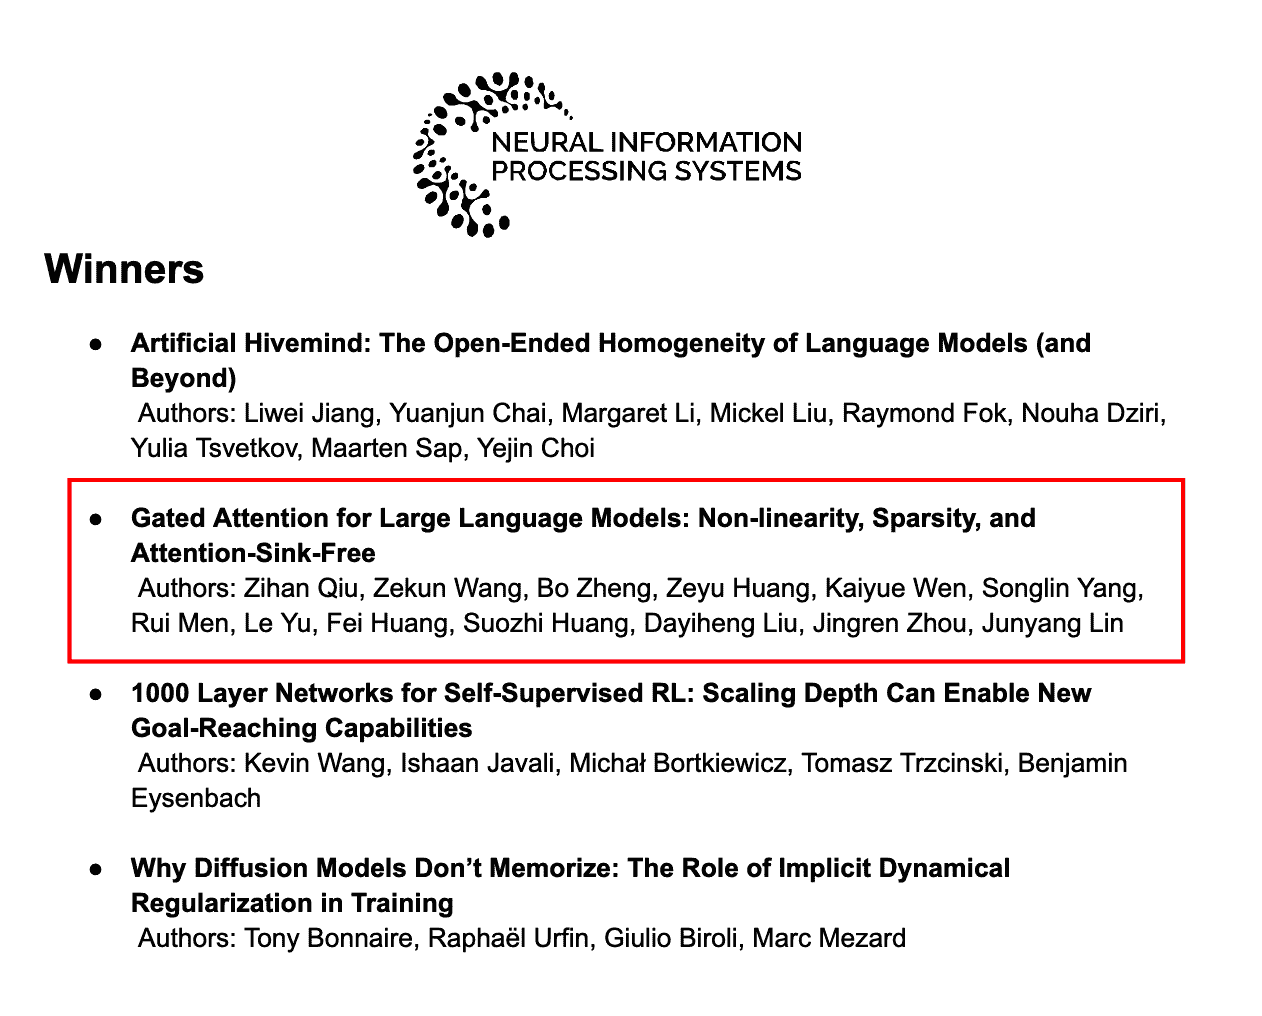 NEURAL INFORMATION
PROCESSING SYSTEMS
Winners
● Artificial Hivemind: The Open-Ended Homogeneity of Language Models (and
Beyond)
Authors: Liwei Jiang, Yuanjun Chai, Margaret Li, Mickel Liu, Raymond Fok, Nouha Dziri,
Yulia Tsvetkov, Maarten Sap, Yejin Choi
● Gated Attention for Large Language Models: Non-linearity, Sparsity, and
Attention-Sink-Free
Authors: Zihan Qiu, Zekun Wang, Bo Zheng, Zeyu Huang, Kaiyue Wen, Songlin Yang,
Rui Men, Le Yu, Fei Huang, Suozhi Huang, Dayiheng Liu, Jingren Zhou, Junyang Lin
● 1000 Layer Networks for Self-Supervised RL: Scaling Depth Can Enable New
Goal-Reaching Capabilities
Authors: Kevin Wang, Ishaan Javali, Michał Bortkiewicz, Tomasz Trzcinski, Benjamin
Eysenbach
● Why Diffusion Models Don’t Memorize: The Role of Implicit Dynamical
Regularization in Training
Authors: Tony Bonnaire, Raphaël Urfin, Giulio Biroli, Marc Mezard